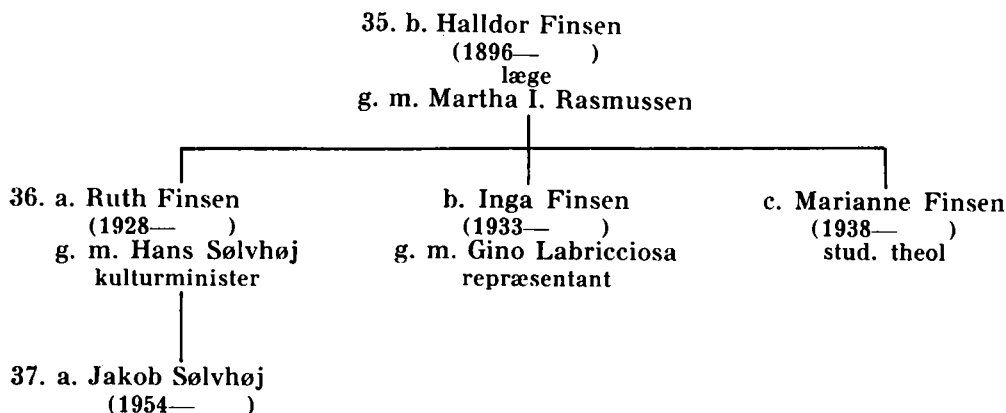 35. b. Halldor Finsen
(1896— )
læge
g. m. Martha I. Rasmussen
36. a. Ruth Finsen
(1928— )
g. m. Hans Sølvhøj
kulturminister
b. Inga Finsen
(1933— )
g. m. Gino Labricciosa
repræsentant
c. Marianne Finsen
(1938— )
stud. theol
37. a. Jakob Sølvhøj
(1954— )